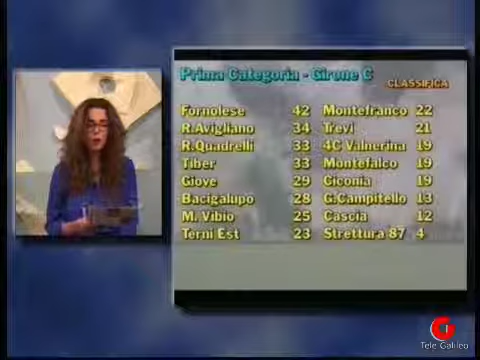 Prima Categoria - Girone C
CLASSIFICA
Fornolese 42 Montefranco 22
R.Avigliano 34 Trevi 21
R.Quadrelli 33 4C Valnerina 19
Tiber 33 Montefalco 19
Giove 29 Ciconia 19
Bacigalupo 28 G.Campitello 13
M. Vibio 25 Cascia 12
Terni Est 23 Strettura 87 4
G
Tele Galileo